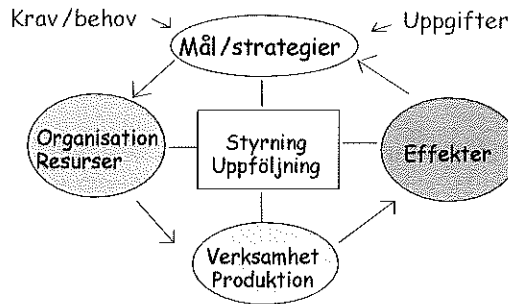 Krav/behov
Uppgifter
Mål/strategier
Organisation
Resurser
Styrning
Uppföljning
Effekter
Verksamhet
Produktion